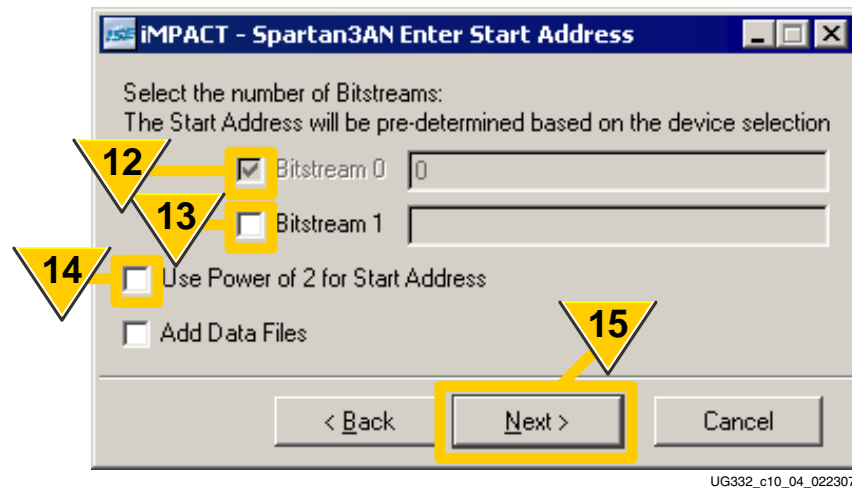 ISE iMPACT - Spartan3AN Enter Start Address
Select the number of Bitstreams:
The Start Address will be pre-determined based on the device selection
12 Bitstream 0 0
13 Bitstream 1
14 Use Power of 2 for Start Address
Add Data Files
15
< Back Next > Cancel
UG332_c10_04_022307